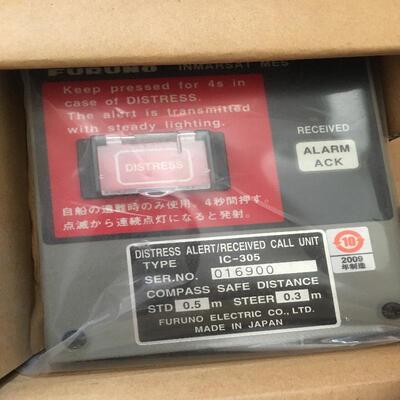 FURUNO INMARSAT MES
Keep pressed for 4s in
case of DISTRESS.
The alert is transmitted
with steady lighting.
DISTRESS
RECEIVED
ALARM
ACK
自船の遭難時のみ使用。4秒間押す。
点滅から連続点灯になると発射。
DISTRESS ALERT/RECEIVED CALL UNIT
TYPE IC-305
SER.NO. 016900
COMPASS SAFE DISTANCE
STD 0.5 m STEER 0.3 m
FURUNO ELECTRIC CO., LTD.
MADE IN JAPAN
10
2009
年制造